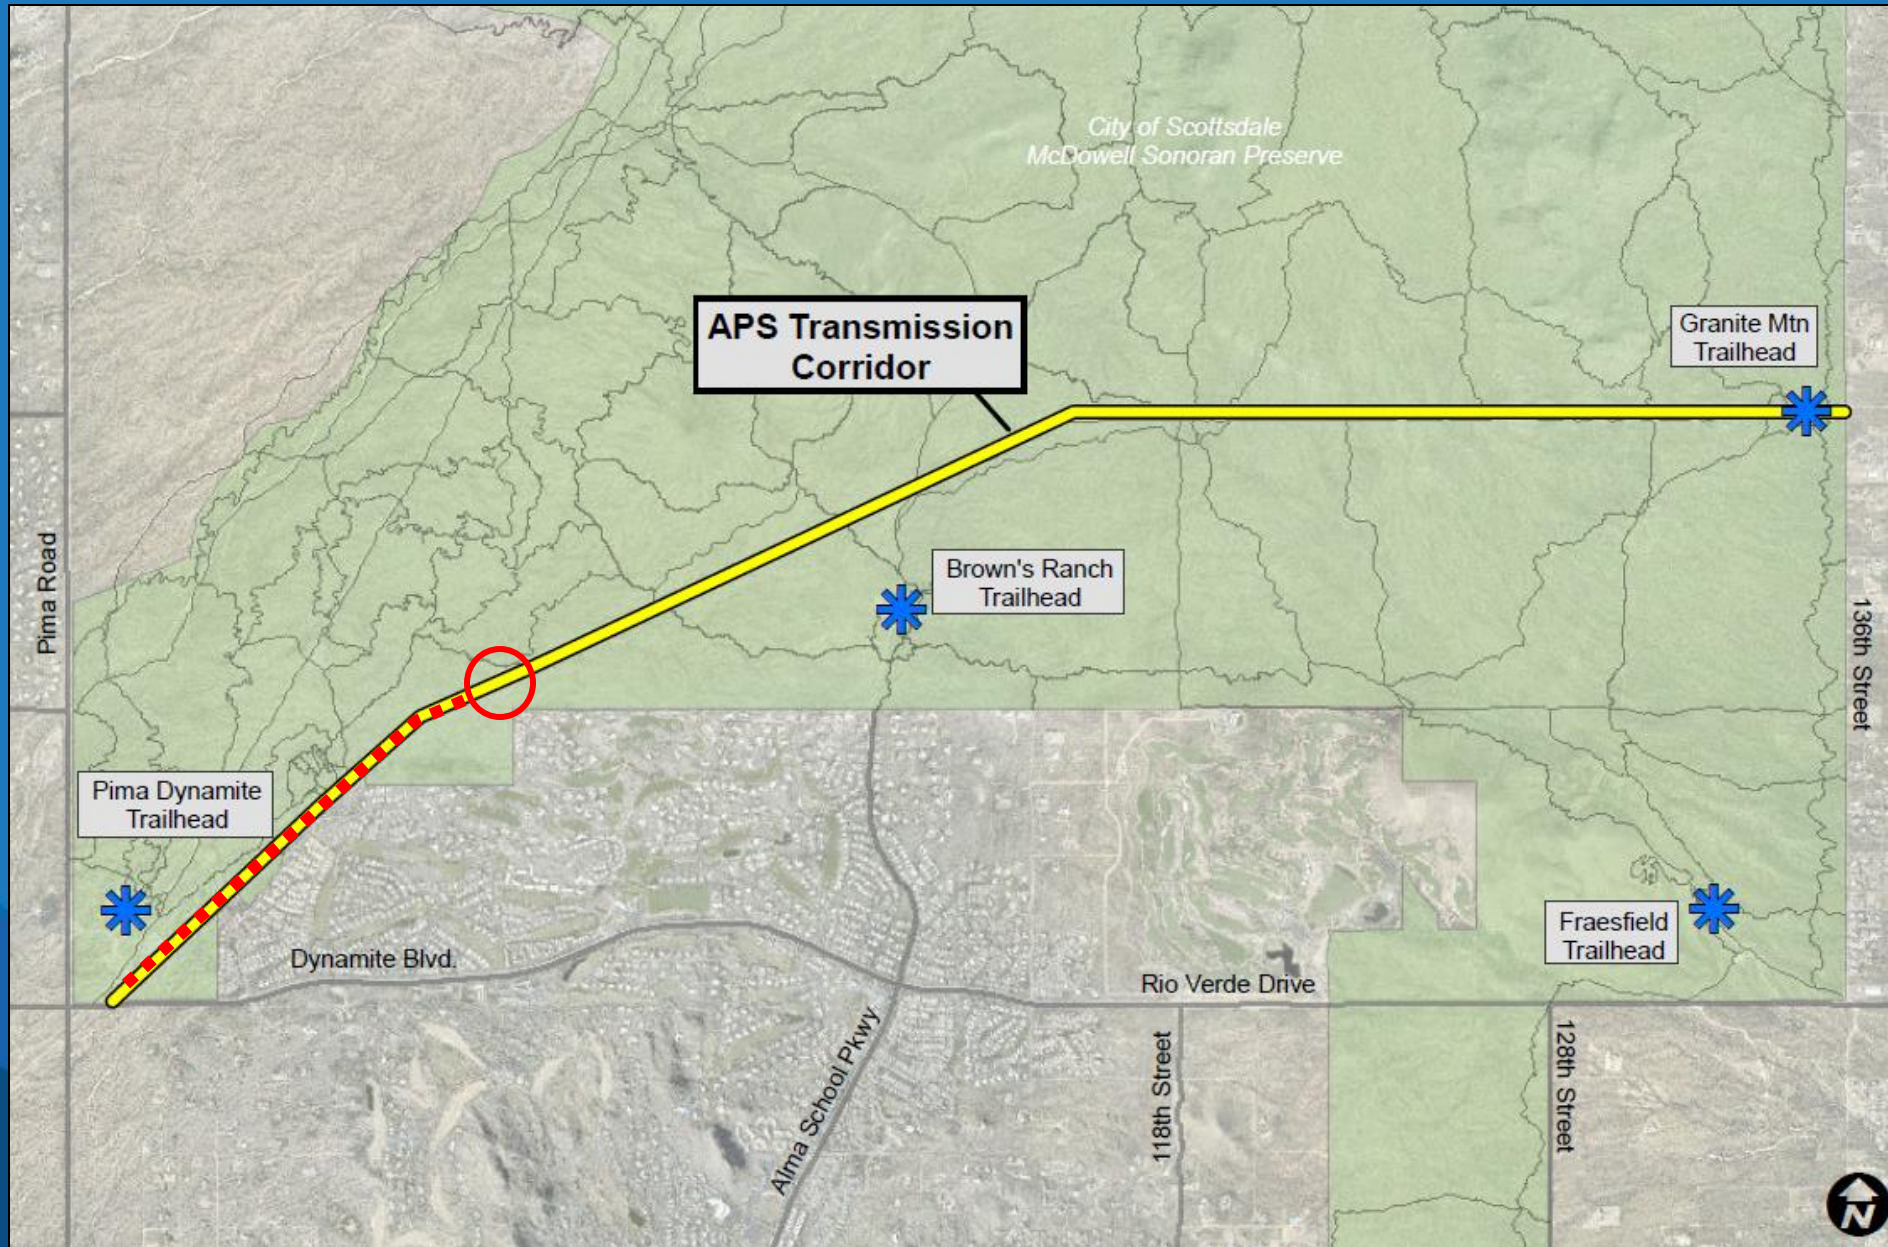 City of Scottsdale
McDowell Sonoran Preserve
APS Transmission
Corridor
Granite Mtn
Trailhead
Brown's Ranch
Trailhead
Pima Road
136th Street
Pima Dynamite
Trailhead
Fraesfield
Trailhead
Dynamite Blvd.
Rio Verde Drive
Alma School Pkwy
118th Street
128th Street
N